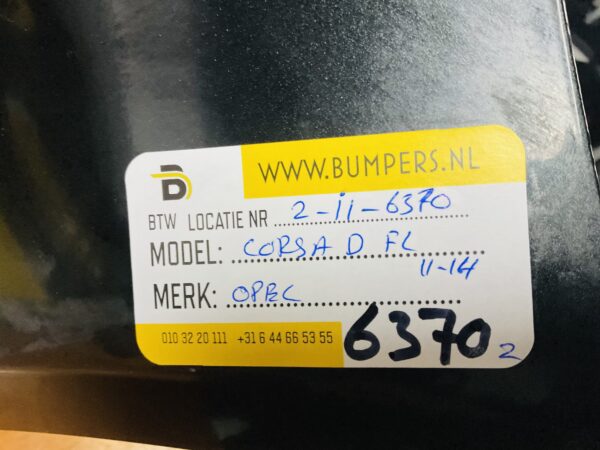 WWW.BUMPERS.NL
BTW LOCATIE NR 2-11-6370
MODEL: CORSA D FL
11-14
MERK: OPEL
010 32 20 111 +31 6 44 66 53 55
6370 2